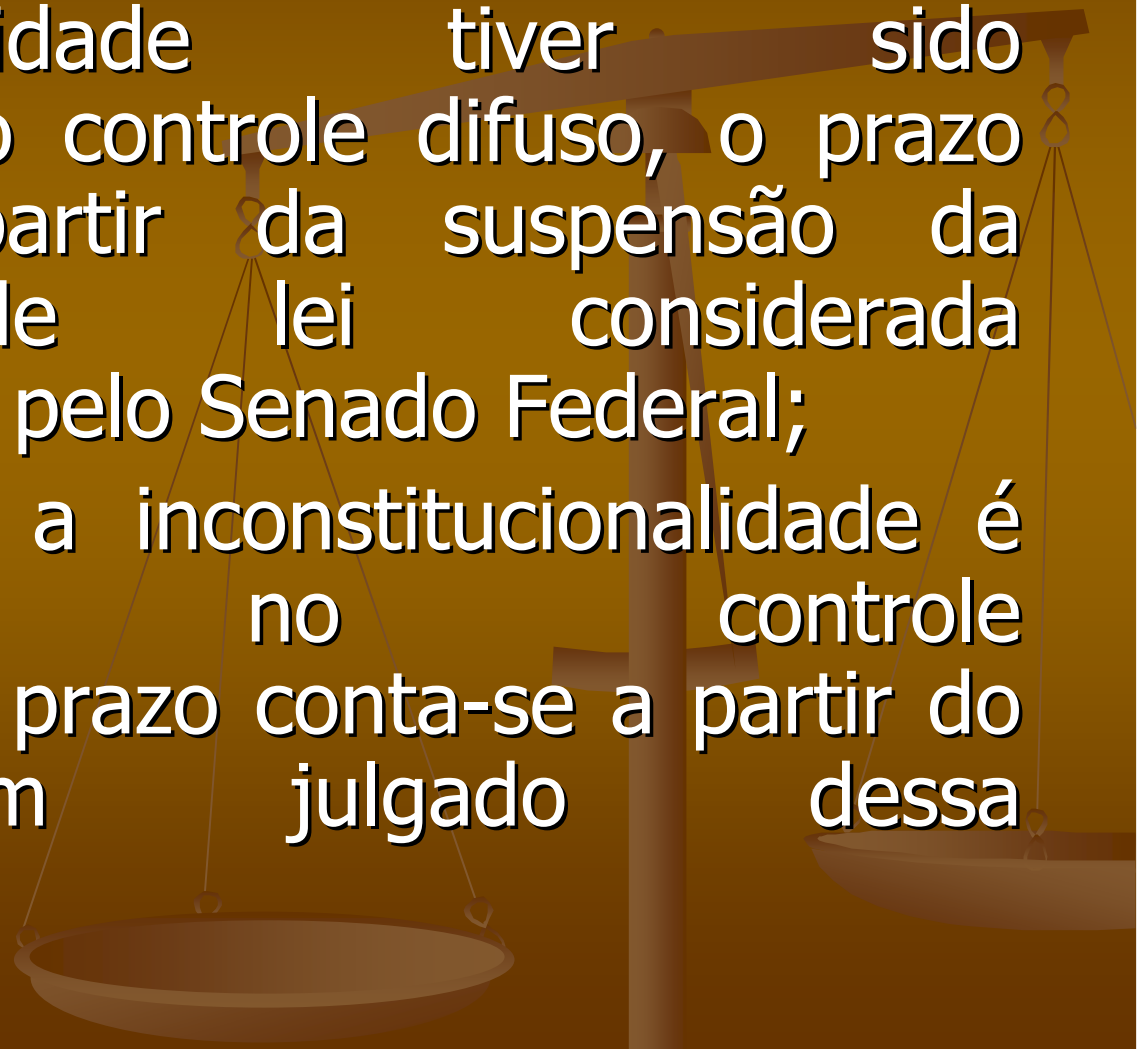 idade tiver sido
o controle difuso, o prazo
partir da suspensão da
de lei considerada
pelo Senado Federal;
a inconstitucionalidade é
no controle
prazo conta-se a partir do
m julgado dessa